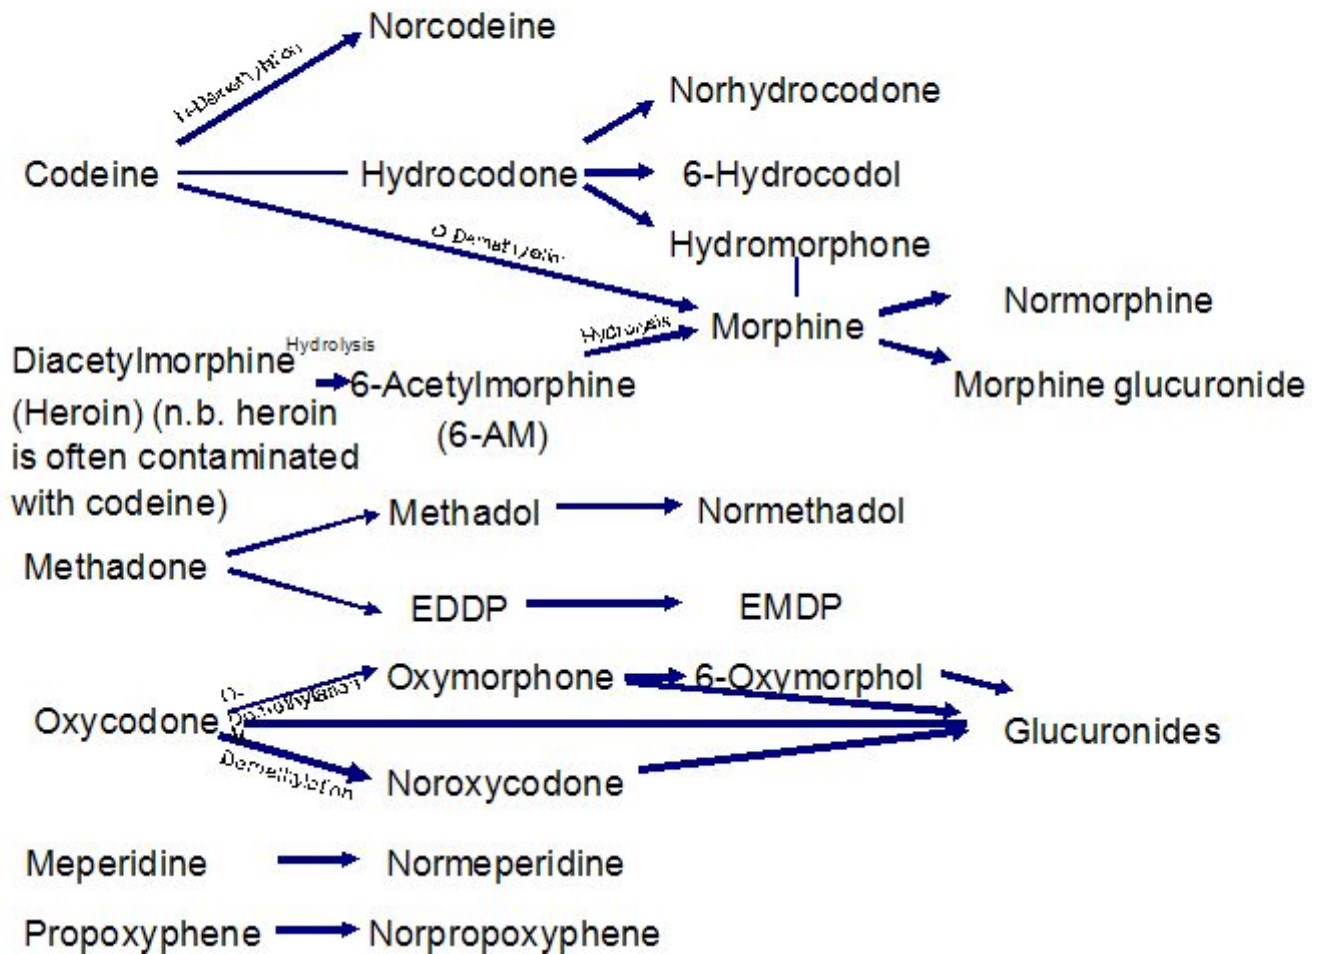 Norcodeine
Norhydrocodone
Codeine
Hydrocodone
6-Hydrocodol
Hydromorphone
Normorphine
Morphine
Hydrolysis
Hydrolysis
Diacetylmorphine
6-Acetylmorphine
Morphine glucuronide
(Heroin) (n.b. heroin
(6-AM)
is often contaminated
with codeine)
Methadol
Normethadol
Methadone
EDDP
EMDP
Oxymorphone
6-Oxymorphol
O-
Demethylation
Oxycodone
Glucuronides
Demethylation
Noroxycodone
Meperidine
Normeperidine
Propoxyphene
Norpropoxyphene